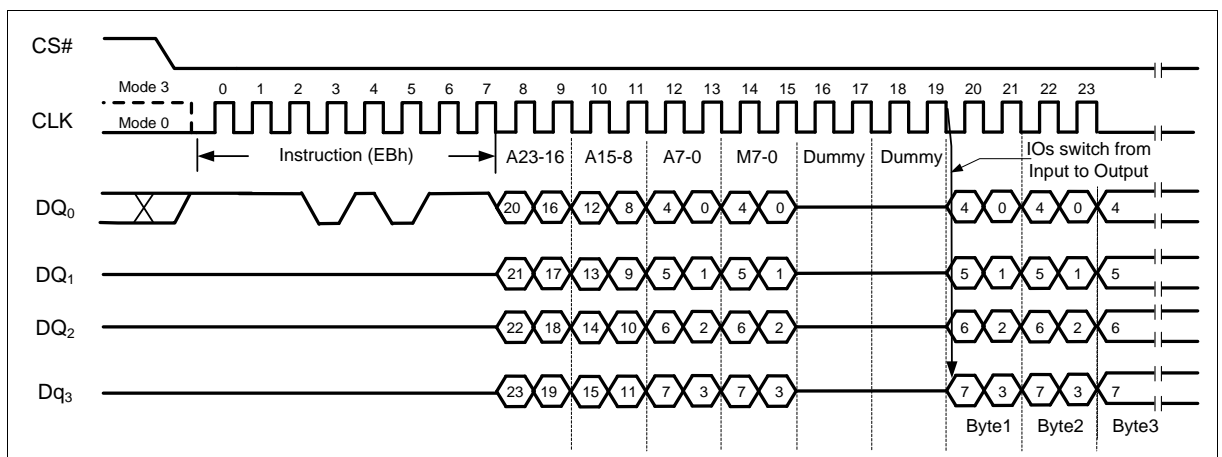 CS#
Mode 3 0 1 2 3 4 5 6 7 8 9 10 11 12 13 14 15 16 17 18 19 20 21 22 23
CLK
Mode 0
Instruction (EBh) A23-16 A15-8 A7-0 M7-0 Dummy Dummy IOs switch from
Input to Output
DQ0 20 16 12 8 4 0 4 0 4 0 4 0 4
DQ1 21 17 13 9 5 1 5 1 5 1 5 1 5
DQ2 22 18 14 10 6 2 6 2 6 2 6 2 6
Dq3 23 19 15 11 7 3 7 3 7 3 7 3 7
Byte1 Byte2 Byte3